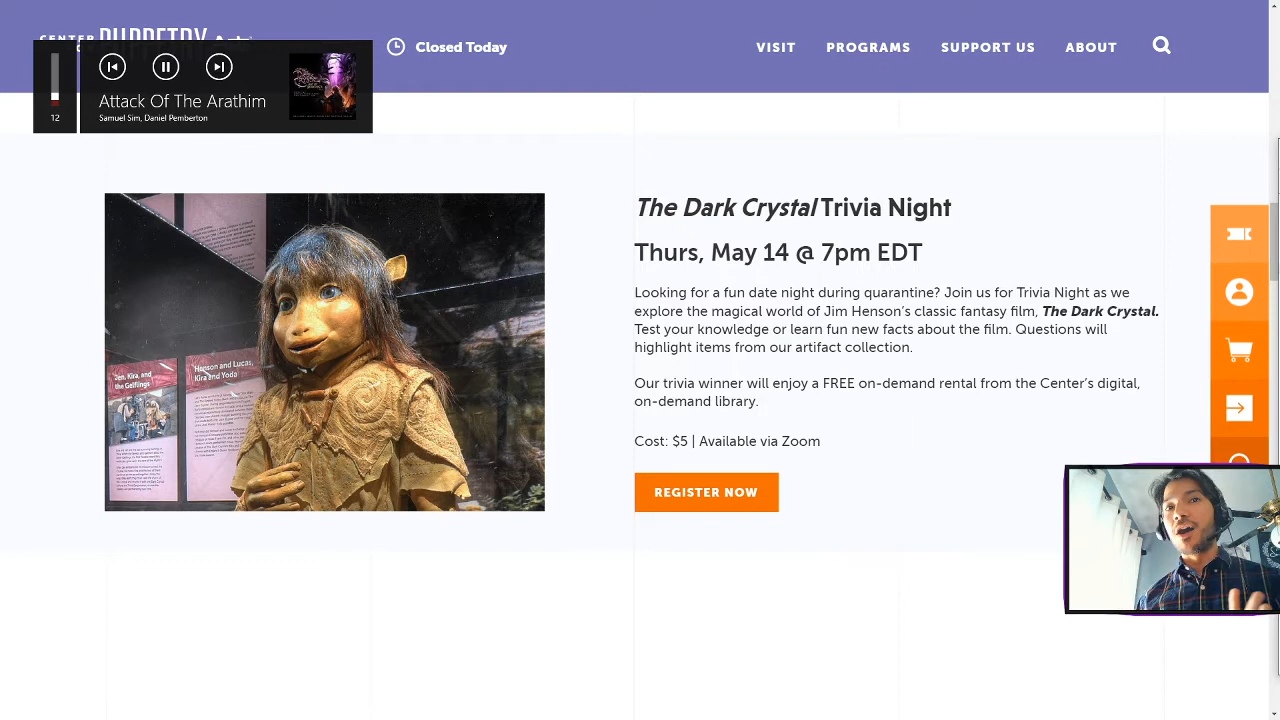 CENTER
PUPPETRY Arts
Closed Today
VISIT
PROGRAMS
SUPPORT US
ABOUT
12
Attack Of The Arathim
Samuel Sim, Daniel Pemberton
Jen, Kira, and
the Gelflings
Henson and Lucas,
Kira and Yoda
The Dark Crystal Trivia Night
Thurs, May 14 @ 7pm EDT
Looking for a fun date night during quarantine? Join us for Trivia Night as we
explore the magical world of Jim Henson’s classic fantasy film, The Dark Crystal.
Test your knowledge or learn fun new facts about the film. Questions will
highlight items from our artifact collection.
Our trivia winner will enjoy a FREE on-demand rental from the Center’s digital,
on-demand library.
Cost: $5 | Available via Zoom
REGISTER NOW